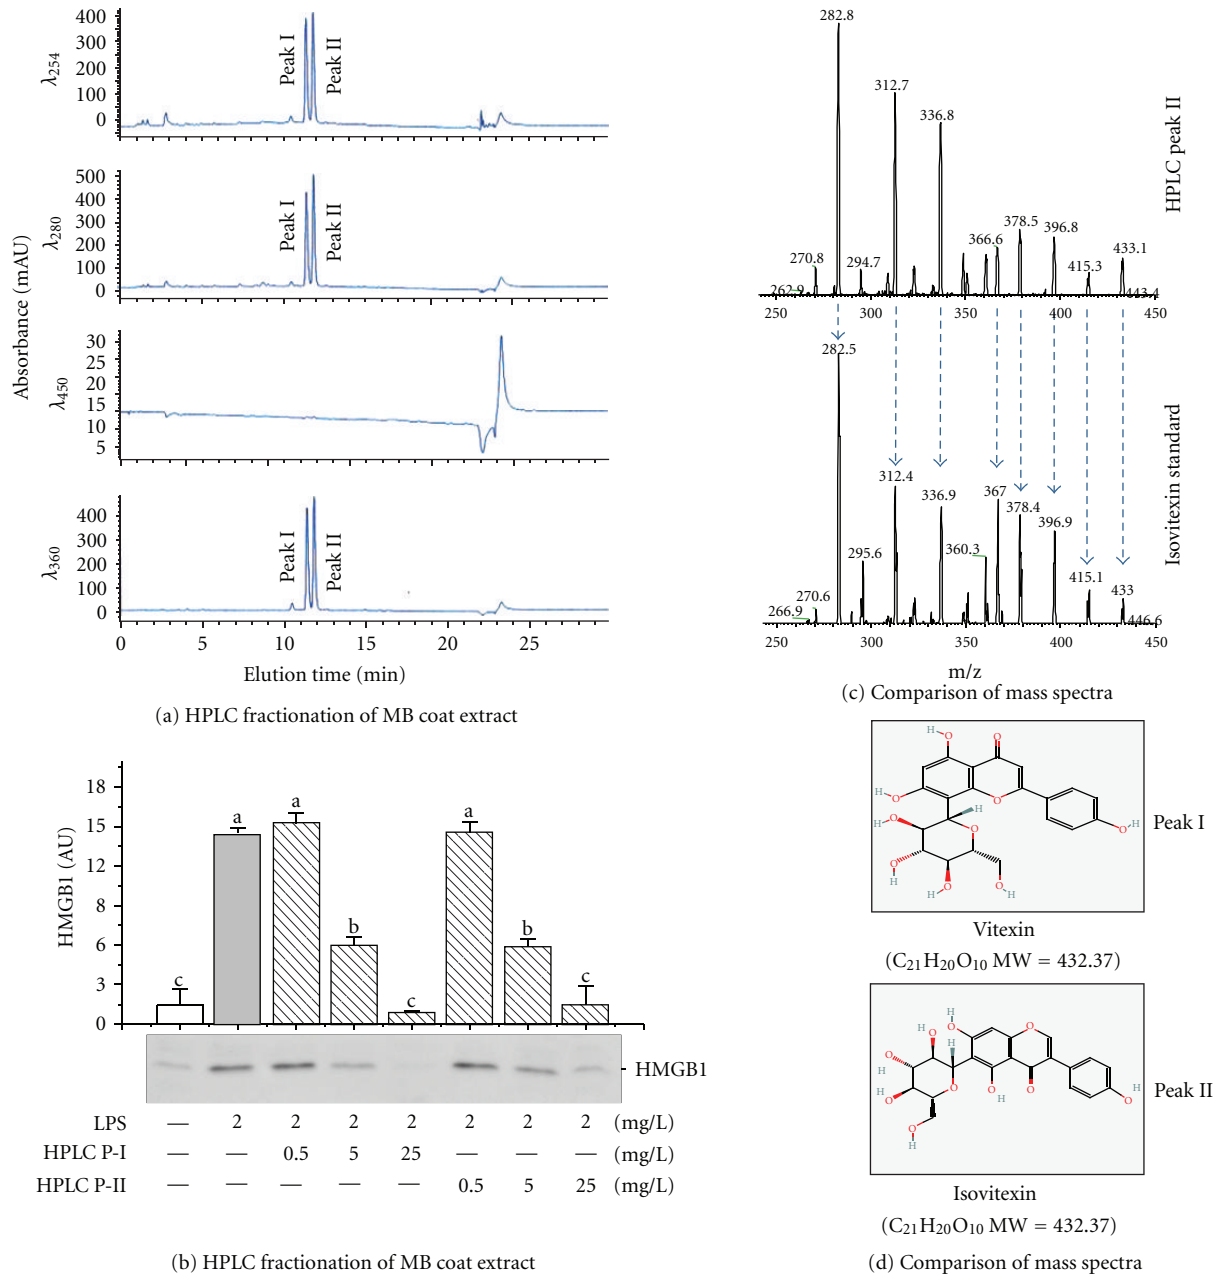 400
300
200
100
0
λ254
Peak I
Peak II
500
400
300
200
100
0
λ280
Peak I
Peak II
Absorbance (mAU)
30
25
20
15
10
5
λ450
0 5 10 15 20 25
400
300
200
100
0
λ360
Peak I
Peak II
0 5 10 15 20 25
Elution time (min)
(a) HPLC fractionation of MB coat extract
282.8
312.7
336.8
378.5
396.8
366.6
433.1
270.8
294.7
415.3
262.9
443.4
250 300 350 400 450
HPLC peak II
282.5
312.4
336.9
367
378.4
396.9
360.3
295.6
415.1
433
270.6
266.9
446.6
250 300 350 400 450
Isovitexin standard
m/z
(c) Comparison of mass spectra
18
15
12
8
6
3
0
HMGB1 (AU)
c a a b c a b c
HMGB1
LPS — 2 2 2 2 2 2 2 (mg/L)
HPLC P-I — — 0.5 5 25 — — — (mg/L)
HPLC P-II — — — — — 0.5 5 25 (mg/L)
(b) HPLC fractionation of MB coat extract
H O O
H O O
O H
H
H O O
O O O
H H O H
H
Peak I
Vitexin
(C21H20O10 MW = 432.37)
H
H O O H O
O
H O O O
H O O H
O
H
H
O
Peak II
Isovitexin
(C21H20O10 MW = 432.37)
(d) Comparison of mass spectra